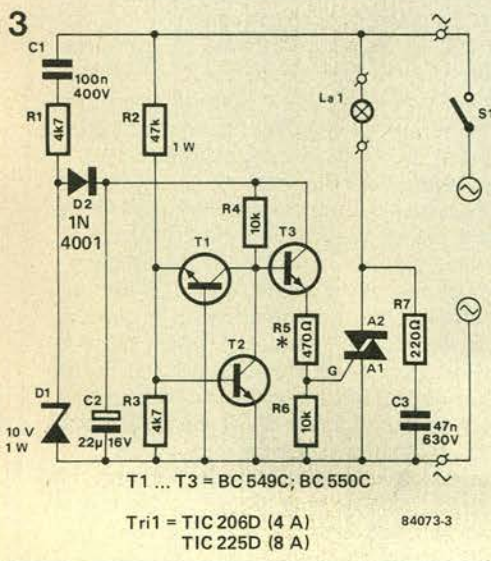 3
C1
100n
400V
R1
4k7
R2
47k
1 W
La 1
S1
D2
1N
4001
R4
10k
T1
T3
T2
R5
*
470Ω
A2
R7
220Ω
G
A1
D1
10 V
1 W
C2
22µ 16V
R3
4k7
R6
10k
C3
47n
630V
T1 ... T3 = BC 549C; BC 550C
Tri1 = TIC 206D (4 A)
TIC 225D (8 A)
84073-3